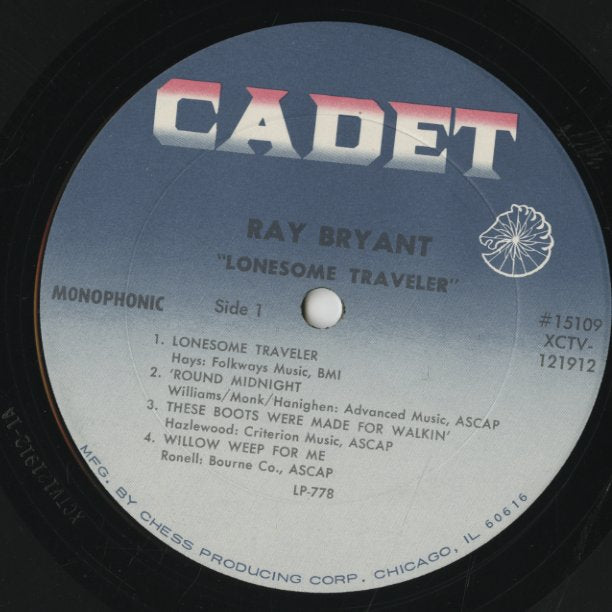 CADET
RAY BRYANT
"LONESOME TRAVELER"
MONOPHONIC
Side 1
#15109
XCTV-
121912
1. LONESOME TRAVELER
Hays: Folkways Music, BMI
2. 'ROUND MIDNIGHT
Williams/Monk/Hanighen: Advanced Music, ASCAP
3. THESE BOOTS WERE MADE FOR WALKIN'
Hazlewood: Criterion Music, ASCAP
4. WILLOW WEEP FOR ME
Ronell: Bourne Co., ASCAP
LP-778
MFG. BY CHESS PRODUCING CORP. CHICAGO, IL 60616